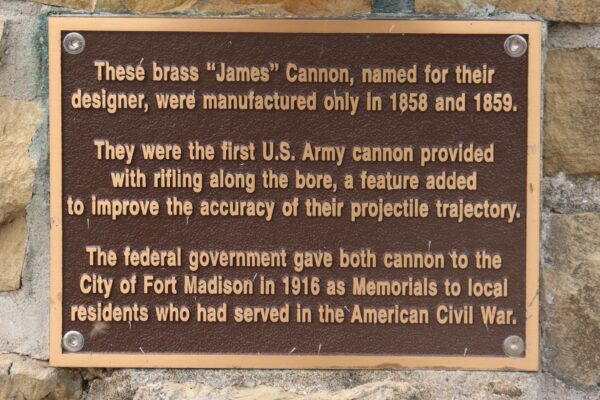 These brass "James" Cannon, named for their
designer, were manufactured only in 1858 and 1859.
They were the first U.S. Army cannon provided
with rifling along the bore, a feature added
to improve the accuracy of their projectile trajectory.
The federal government gave both cannon to the
City of Fort Madison in 1916 as Memorials to local
residents who had served in the American Civil War.